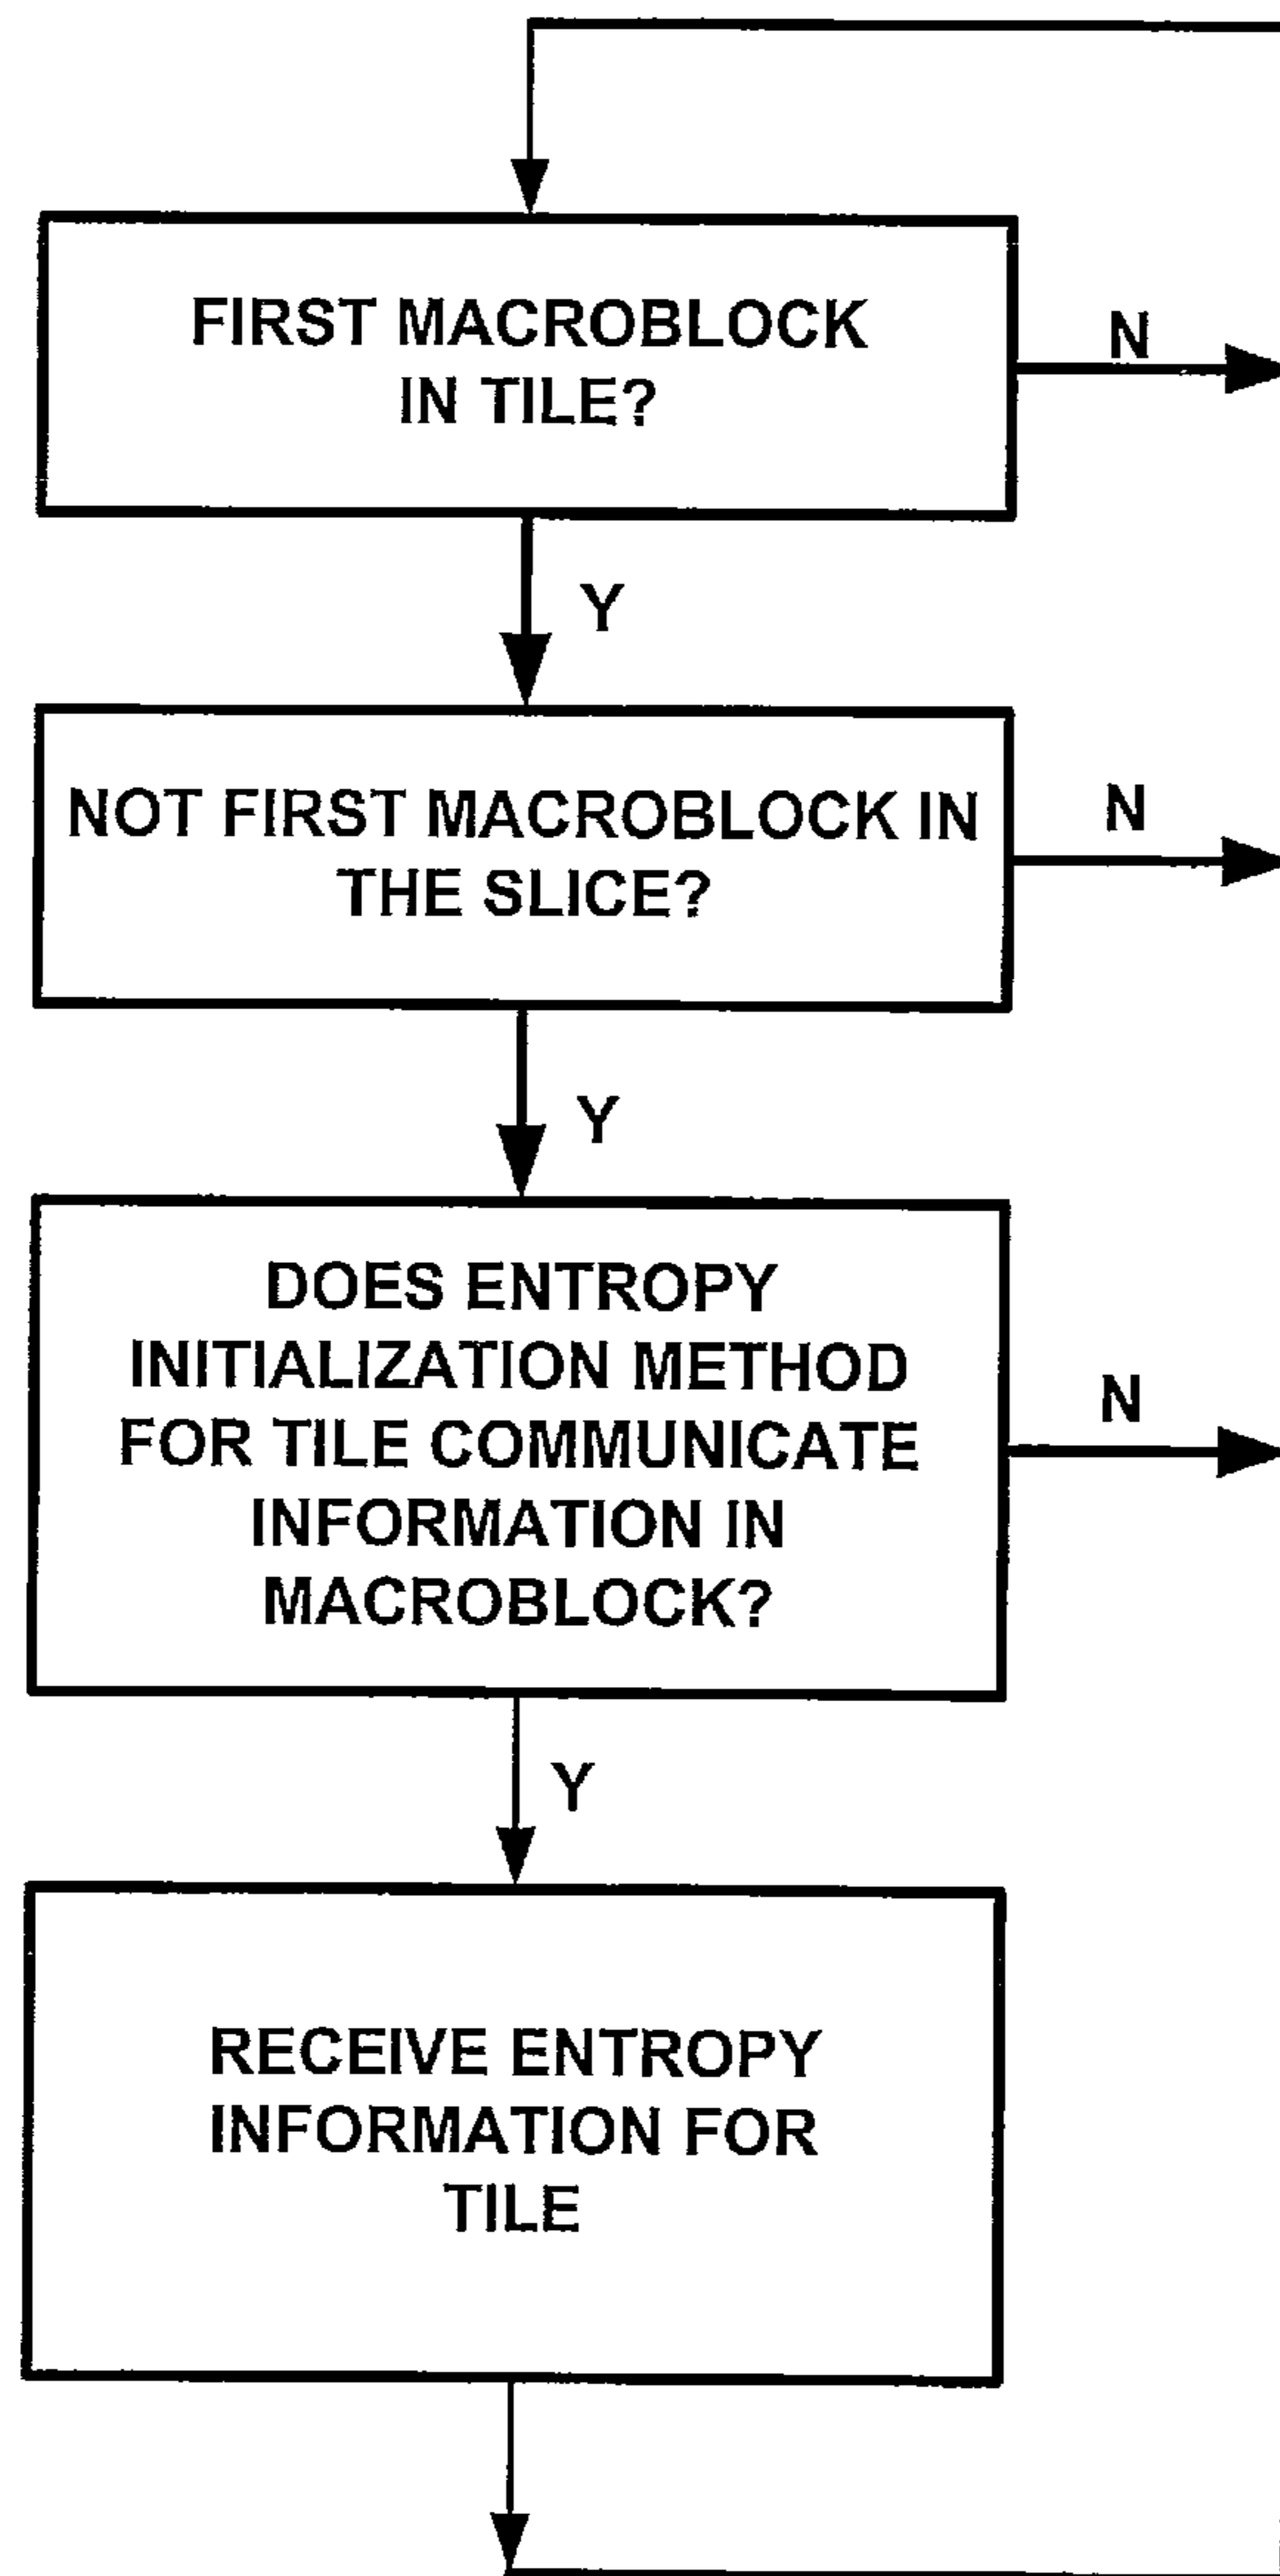 FIRST MACROBLOCK
IN TILE?
N
Y
NOT FIRST MACROBLOCK IN
THE SLICE?
N
Y
DOES ENTROPY
INITIALIZATION METHOD
FOR TILE COMMUNICATE
INFORMATION IN
MACROBLOCK?
N
Y
RECEIVE ENTROPY
INFORMATION FOR
TILE